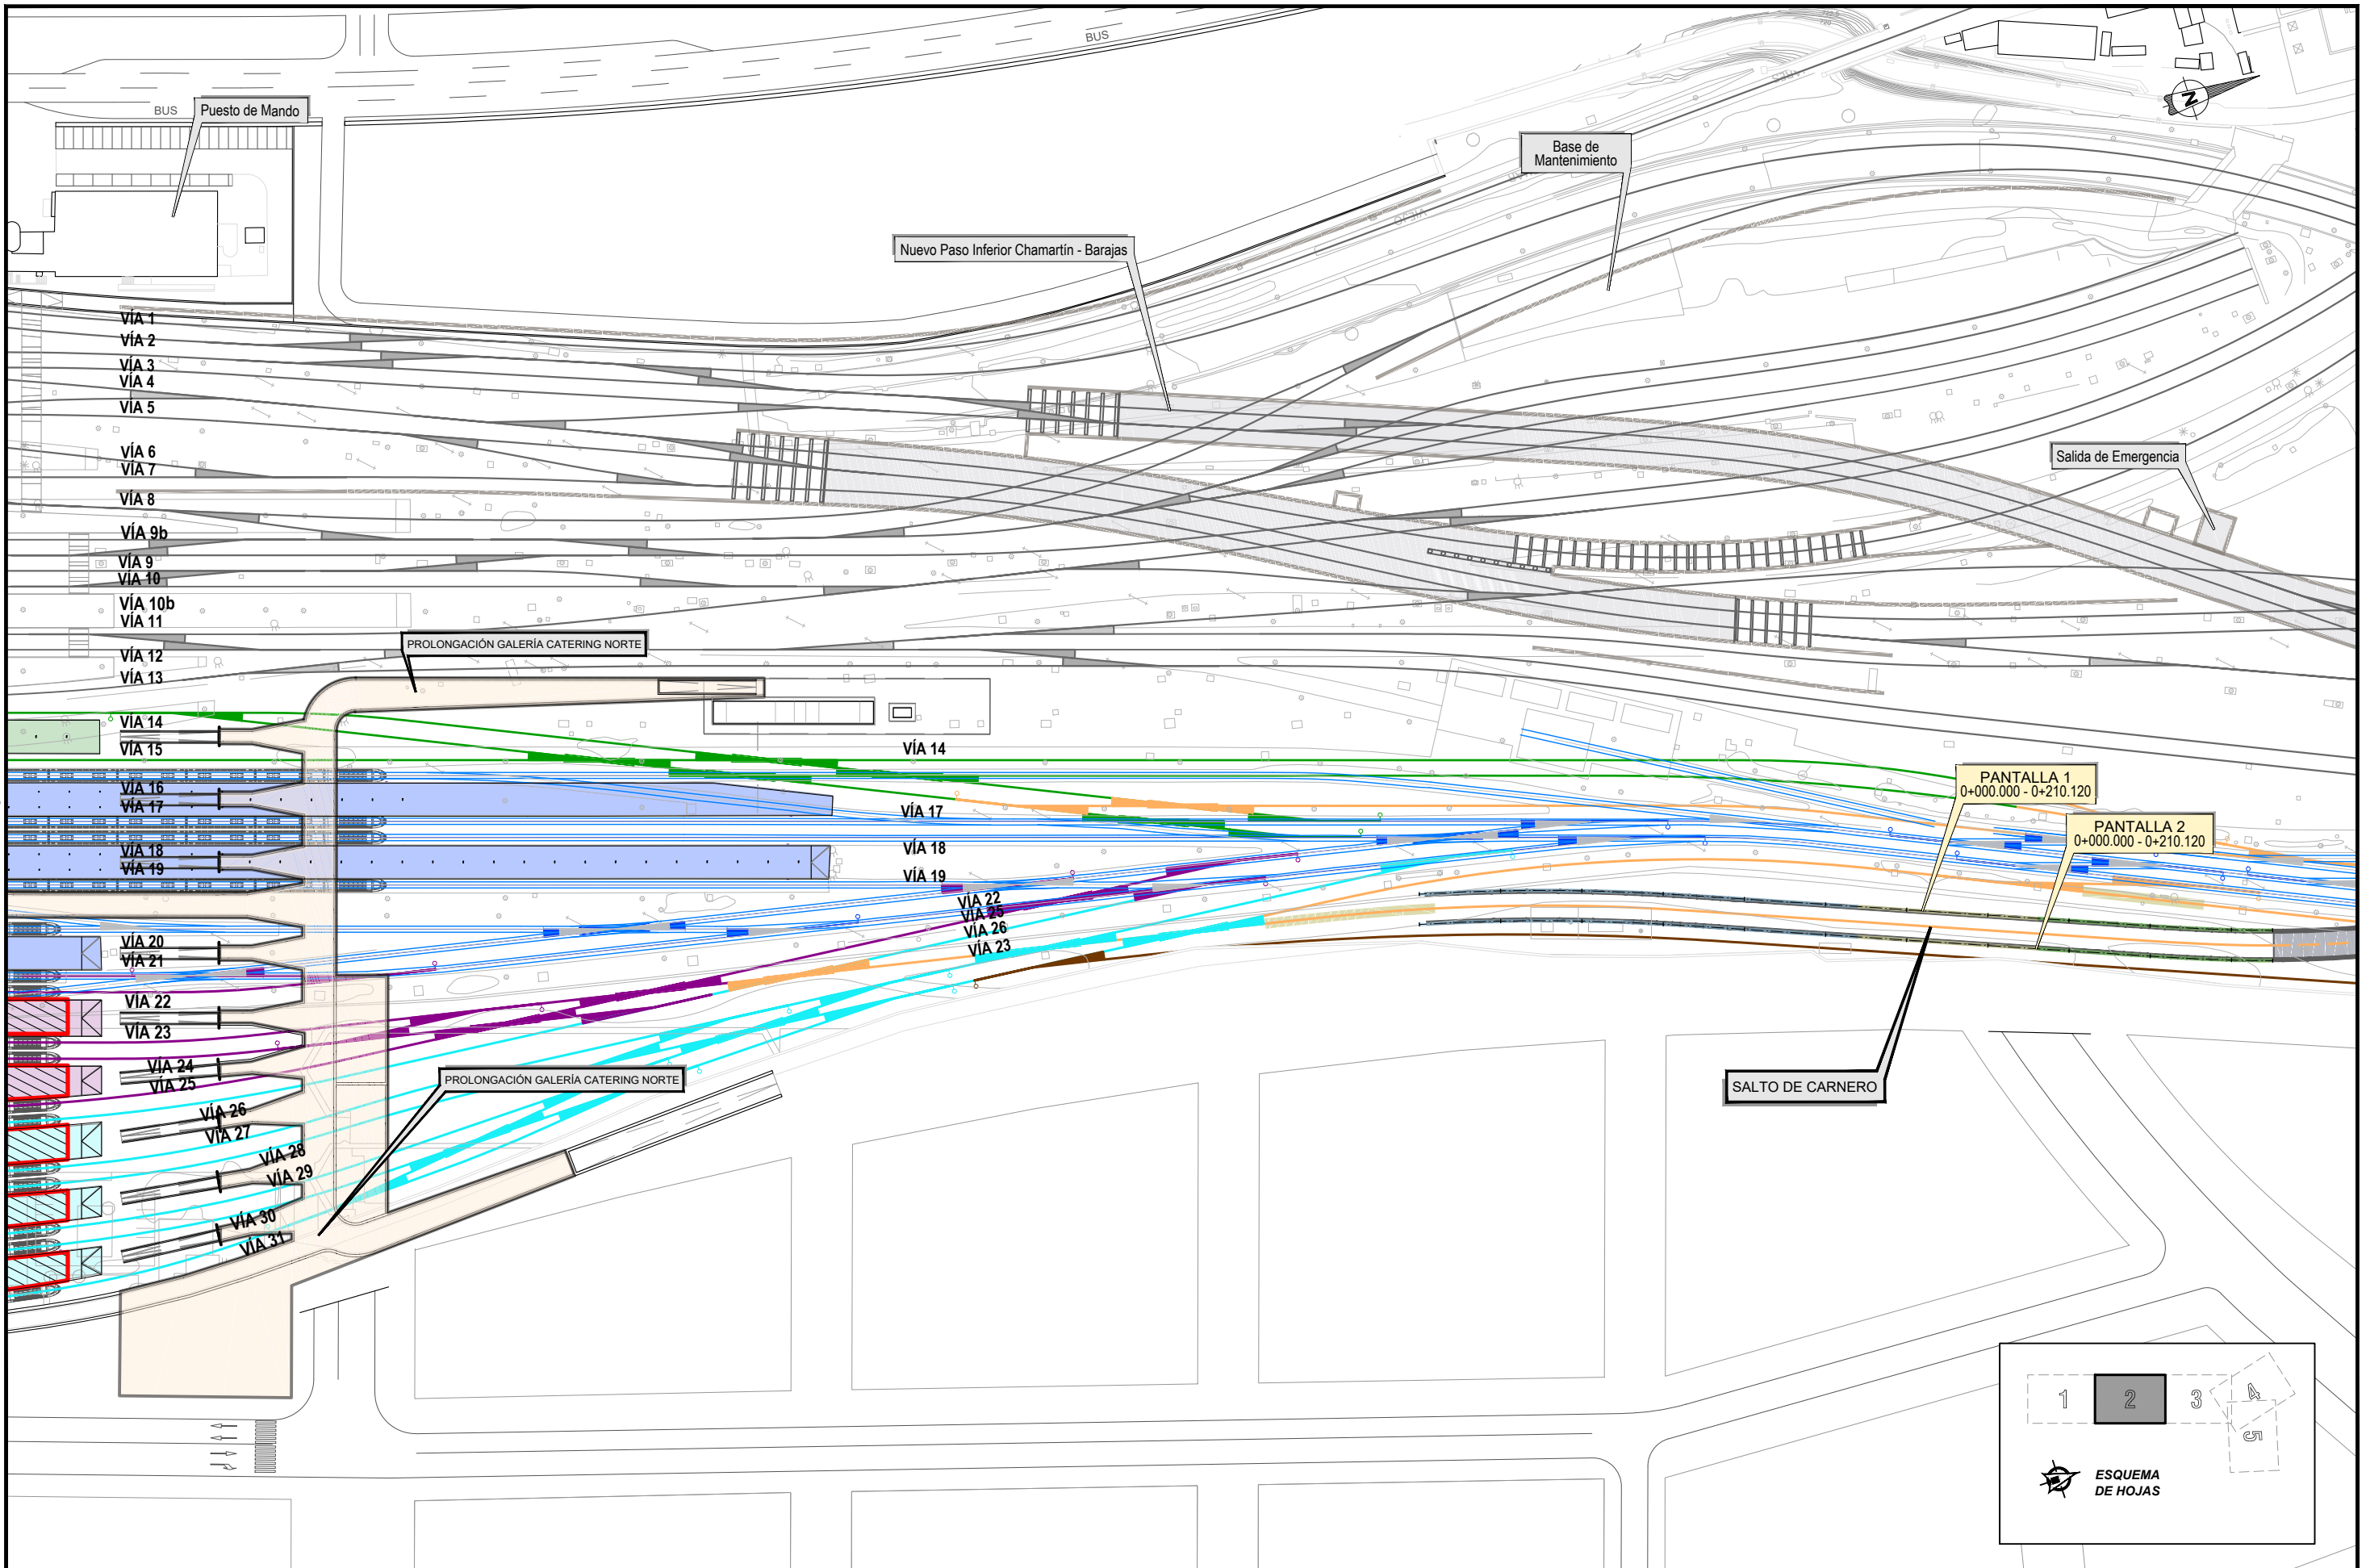 BUS
BUS
Puesto de Mando
N
Base de
Mantenimiento
Nuevo Paso Inferior Chamartín - Barajas
Salida de Emergencia
VÍA 1
VÍA 2
VÍA 3
VÍA 4
VÍA 5
VÍA 6
VÍA 7
VÍA 8
VÍA 9b
VÍA 9
VÍA 10
VÍA 10b
VÍA 11
VÍA 12
VÍA 13
PROLONGACIÓN GALERÍA CATERING NORTE
VÍA 14
VÍA 15
VÍA 16
VÍA 17
VÍA 18
VÍA 19
VÍA 20
VÍA 21
VÍA 22
VÍA 23
VÍA 24
VÍA 25
VÍA 26
VÍA 27
VÍA 28
VÍA 29
VÍA 30
VÍA 31
VÍA 14
VÍA 17
VÍA 18
VÍA 19
VÍA 22
VÍA 25
VÍA 26
VÍA 23
PANTALLA 1
0+000.000 - 0+210.120
PANTALLA 2
0+000.000 - 0+210.120
PROLONGACIÓN GALERÍA CATERING NORTE
SALTO DE CARNERO
1
2
3
4
5
ESQUEMA
DE HOJAS